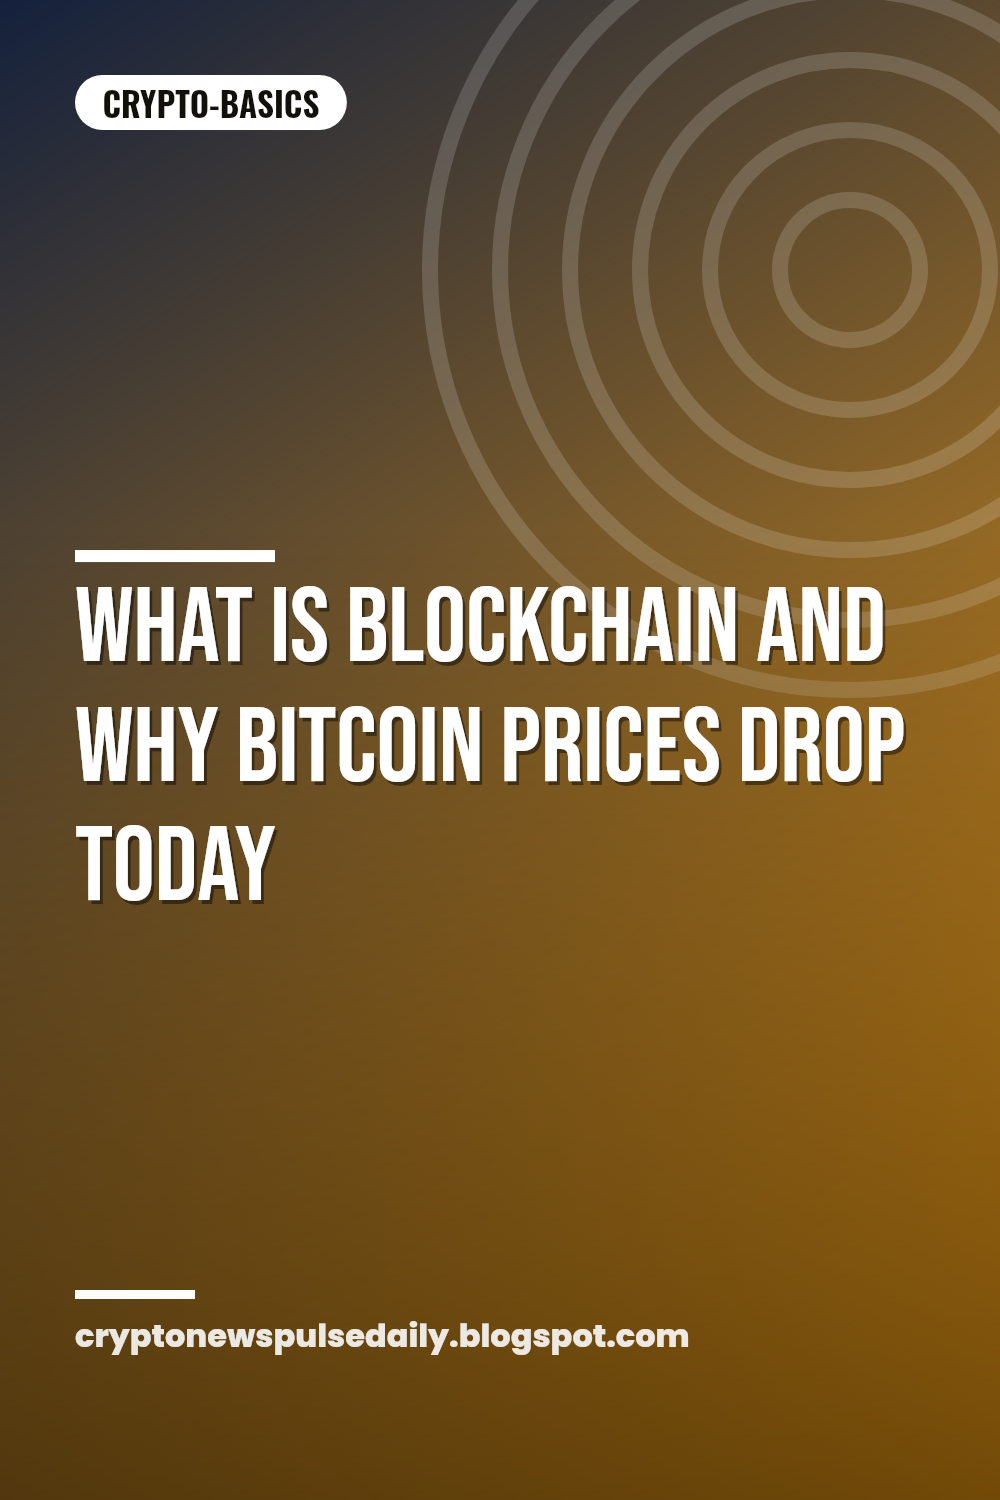 CRYPTO-BASICS
WHAT IS BLOCKCHAIN AND
WHY BITCOIN PRICES DROP
TODAY
cryptonewspulsedaily.blogspot.com